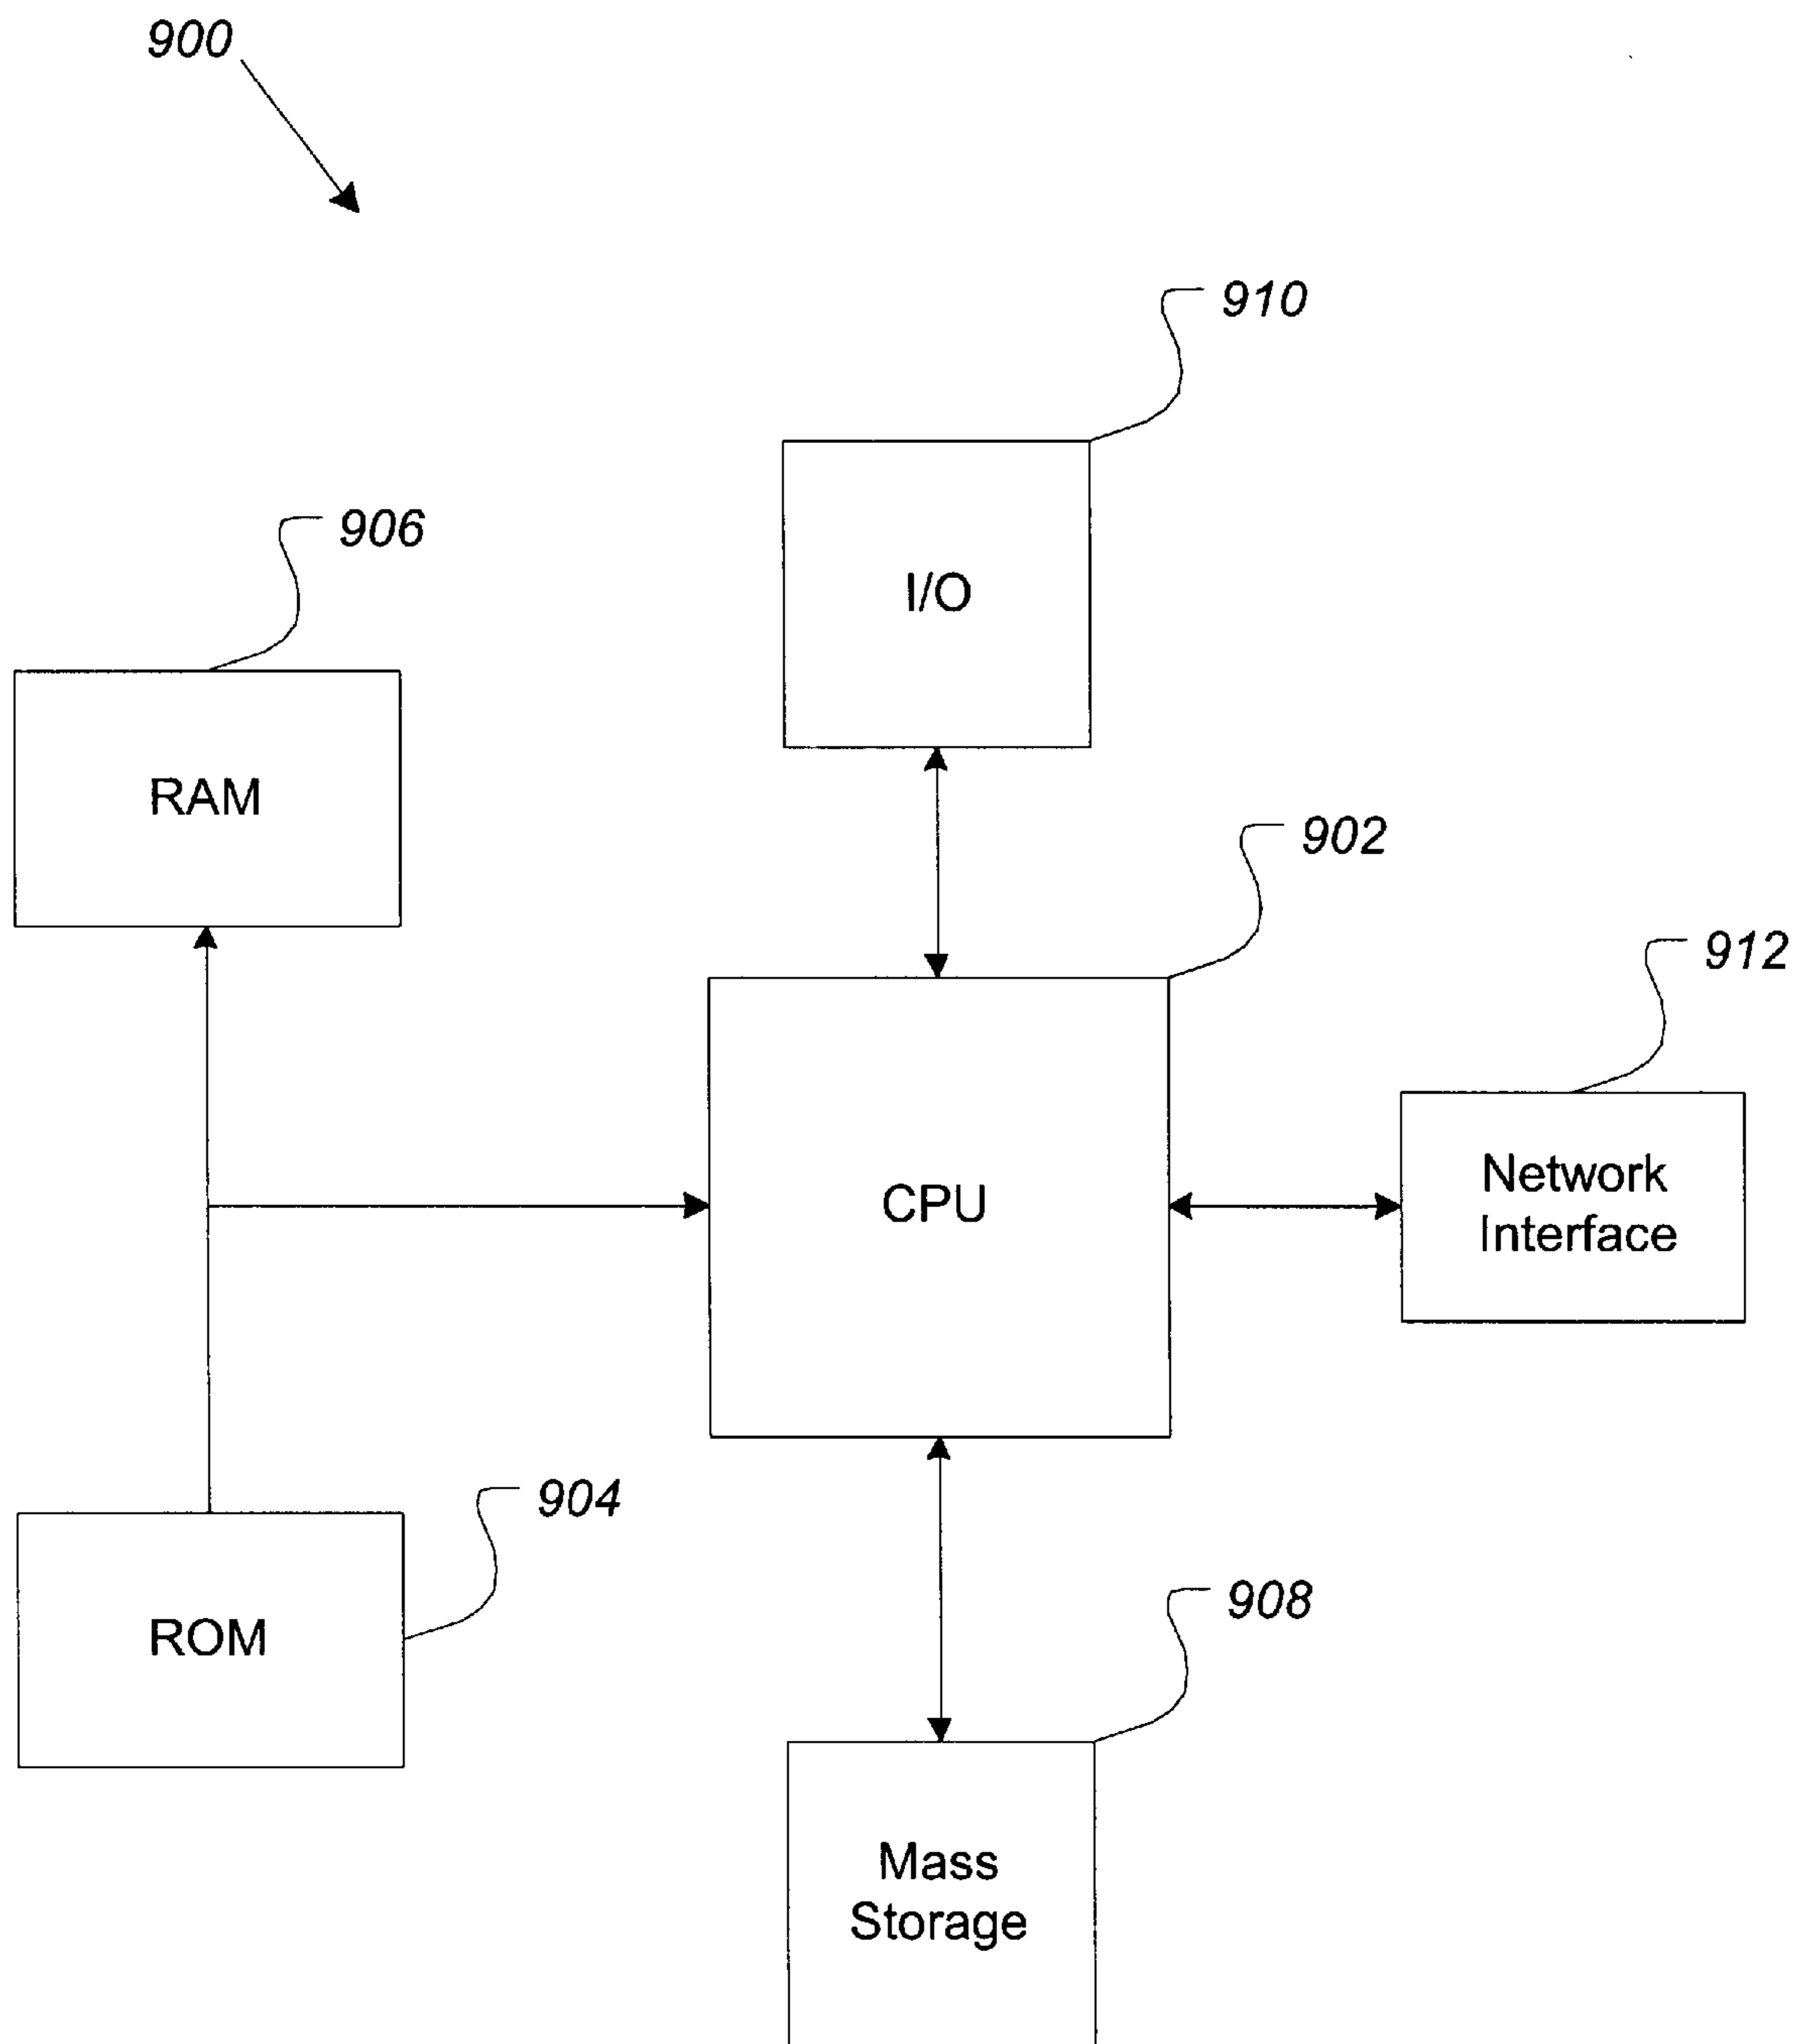 900
910
I/O
906
RAM
902
CPU
912
Network
Interface
904
ROM
908
Mass
Storage